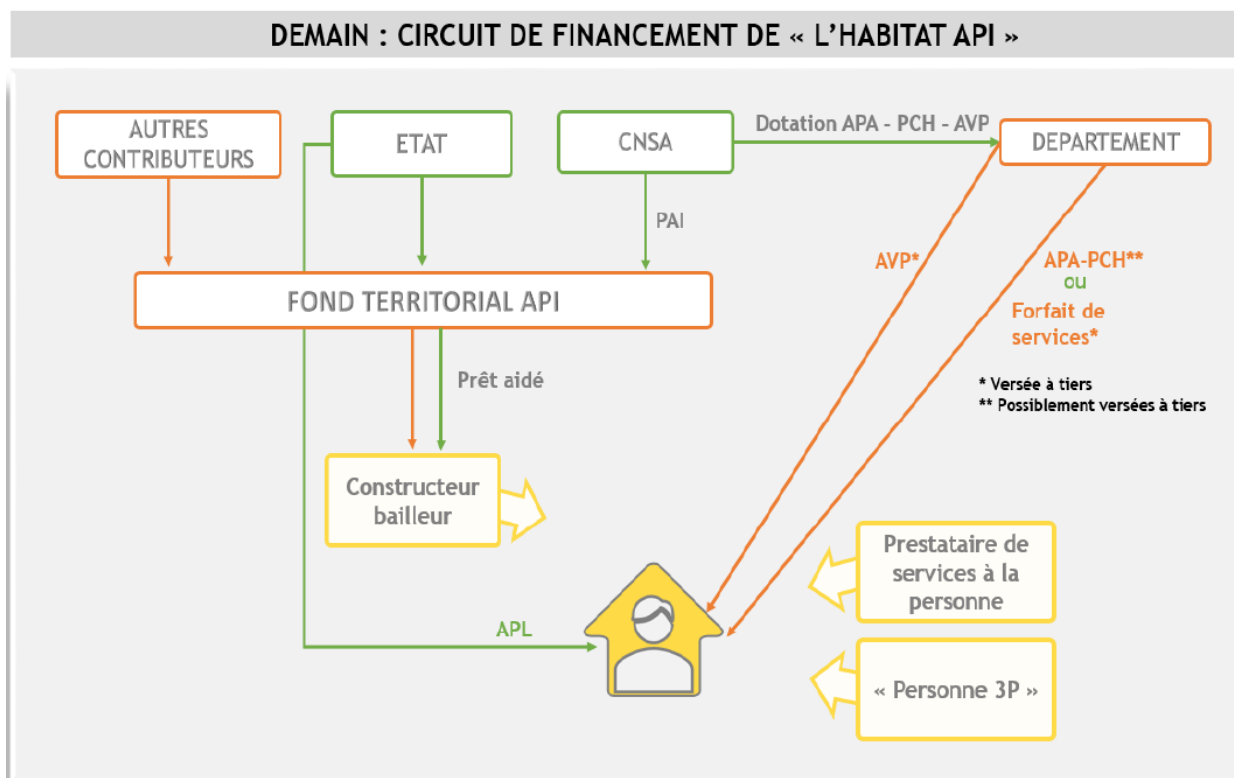 DEMAIN : CIRCUIT DE FINANCEMENT DE « L'HABITAT API »
AUTRES
CONTRIBUTEURS
ETAT
CNSA
Dotation APA - PCH - AVP
DEPARTEMENT
PAI
AVP*
APA-PCH**
ou
Forfait de
services*
FOND TERRITORIAL API
Prêt aidé
* Versée à tiers
** Possiblement versées à tiers
Constructeur
bailleur
Prestataire de
services à la
personne
APL
« Personne 3P »